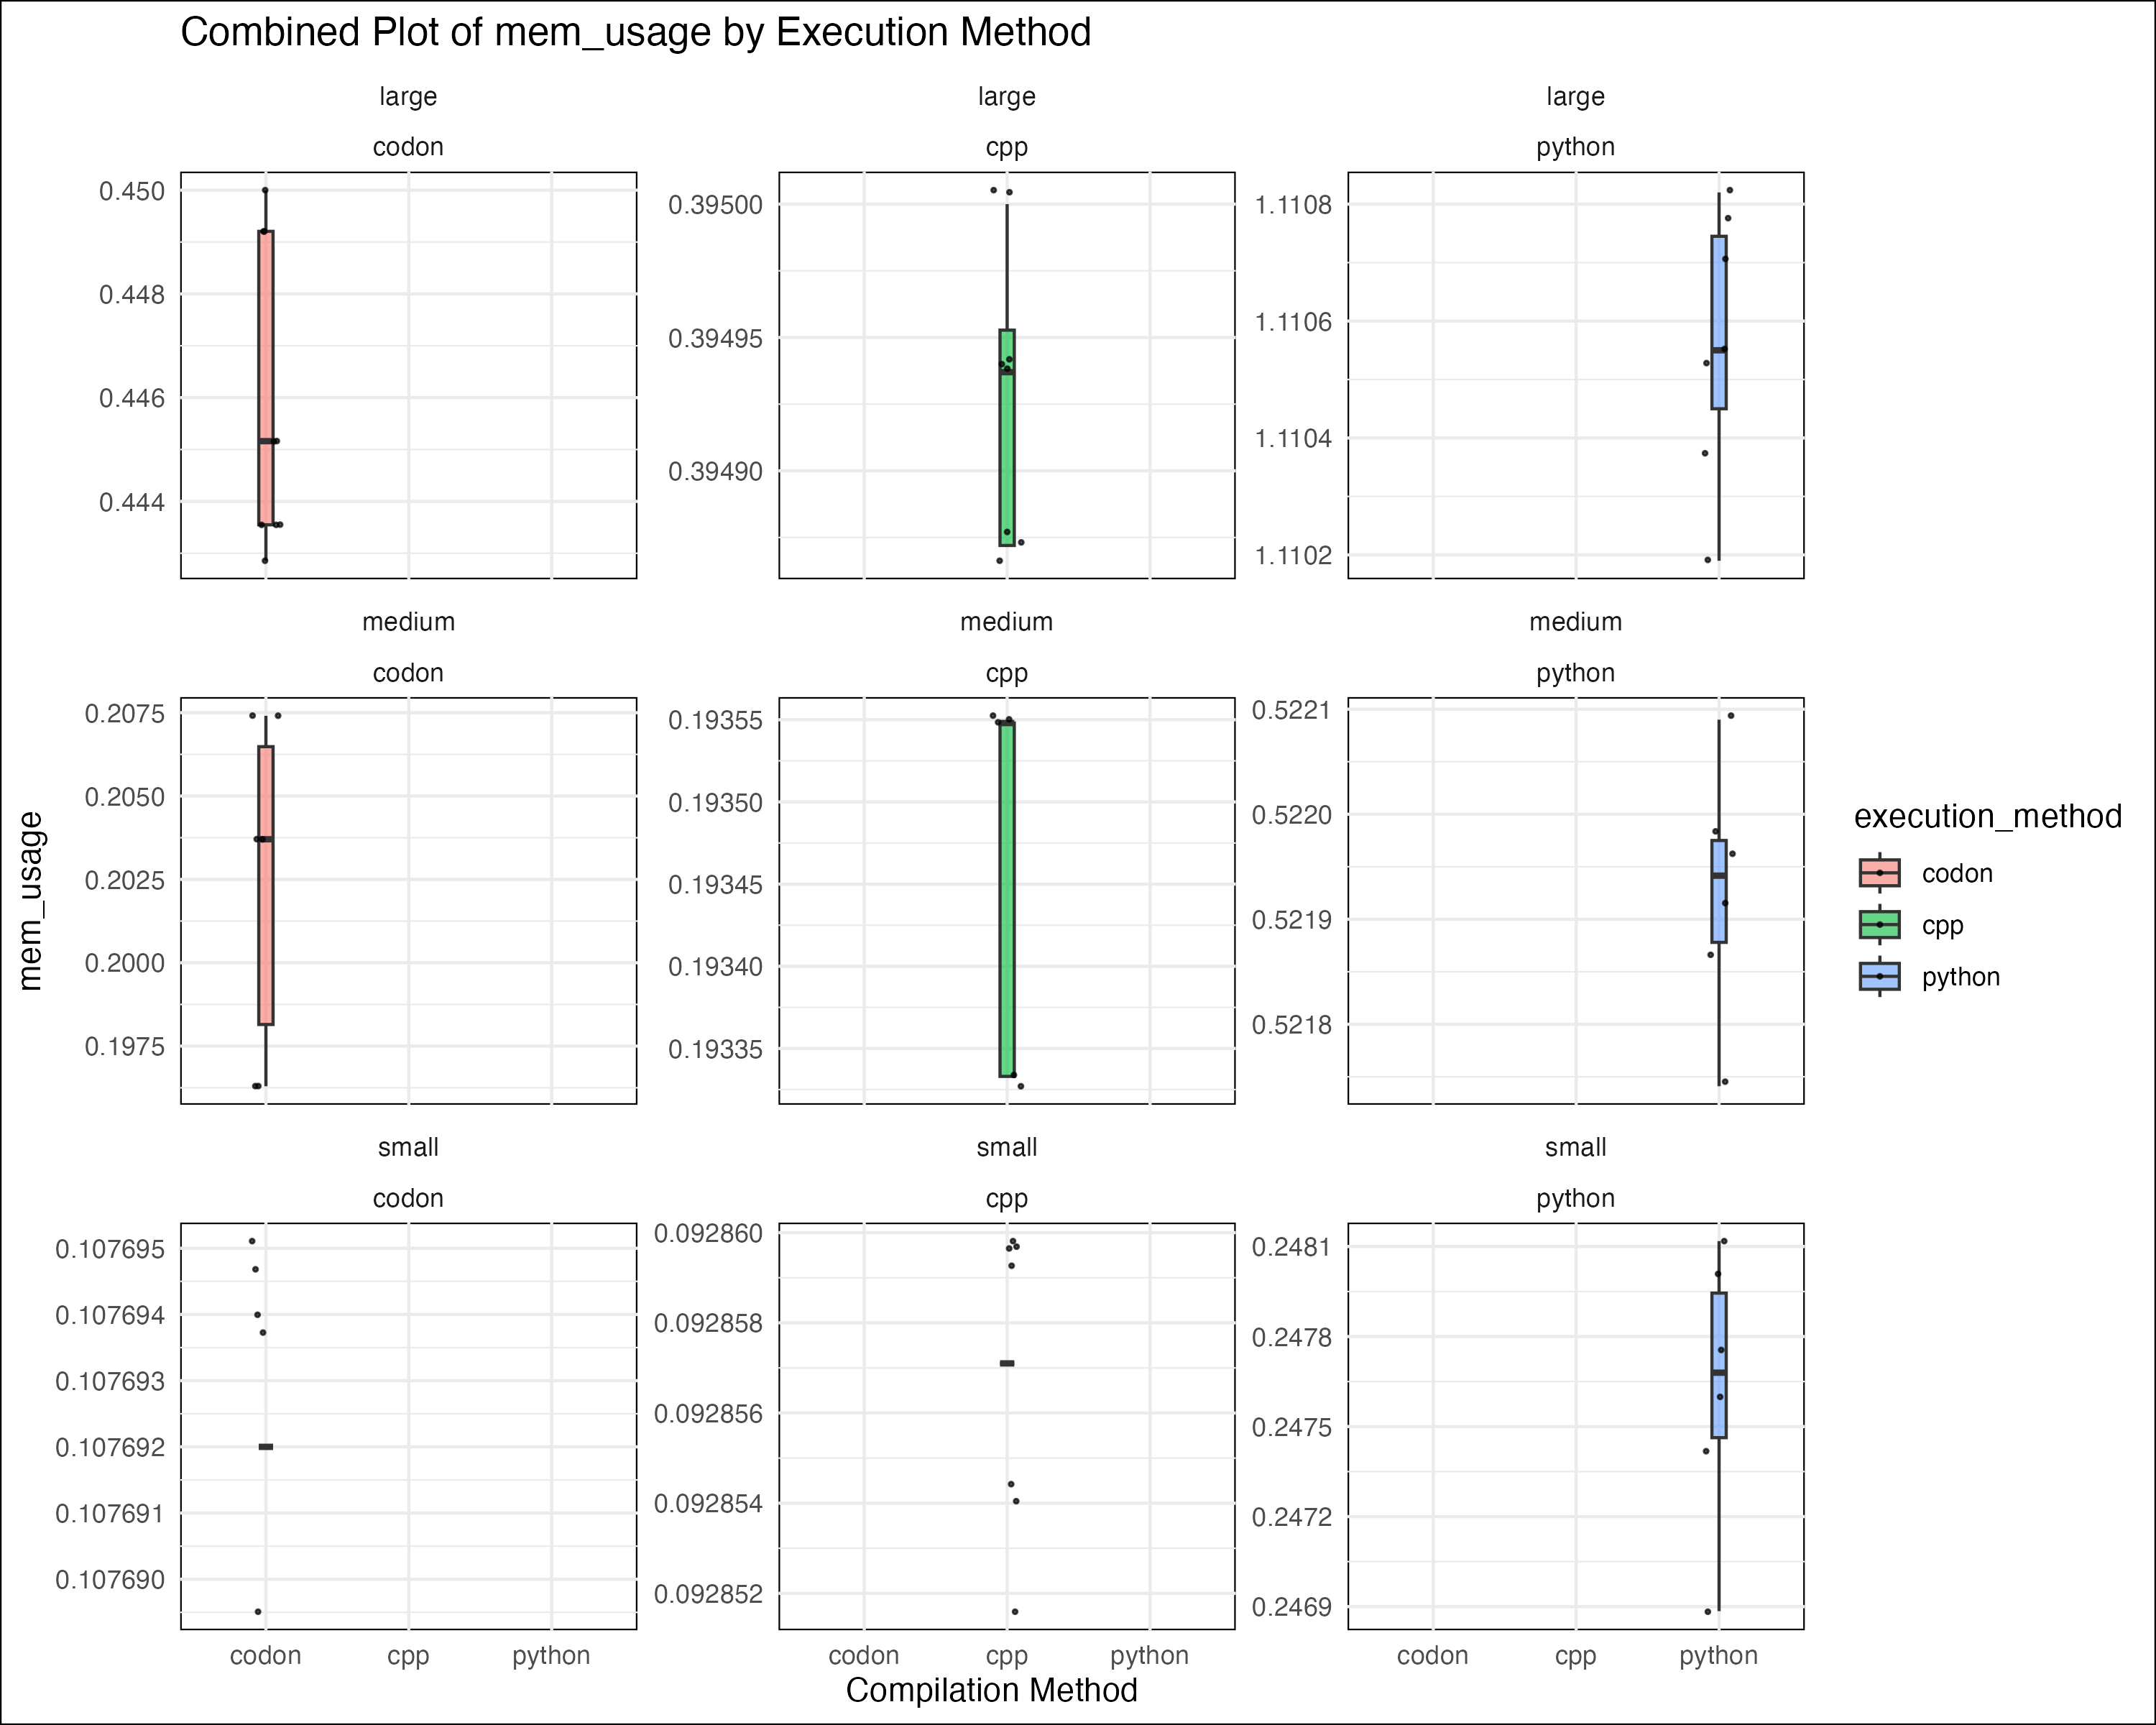 Combined Plot of mem_usage by Execution Method
large large large
codon cpp python
0.450
0.448
0.446
0.444
0.39500
0.39495
0.39490
1.1108
1.1106
1.1104
1.1102
medium medium medium
codon cpp python
0.2075
0.2050
0.2025
0.2000
0.1975
0.19355
0.19350
0.19345
0.19340
0.19335
0.5221
0.5220
0.5219
0.5218
small small small
codon cpp python
0.107695
0.107694
0.107693
0.107692
0.107691
0.107690
0.092860
0.092858
0.092856
0.092854
0.092852
0.2481
0.2478
0.2475
0.2472
0.2469
codon cpp python codon cpp python codon cpp python
Compilation Method
mem_usage
execution_method
codon
cpp
python